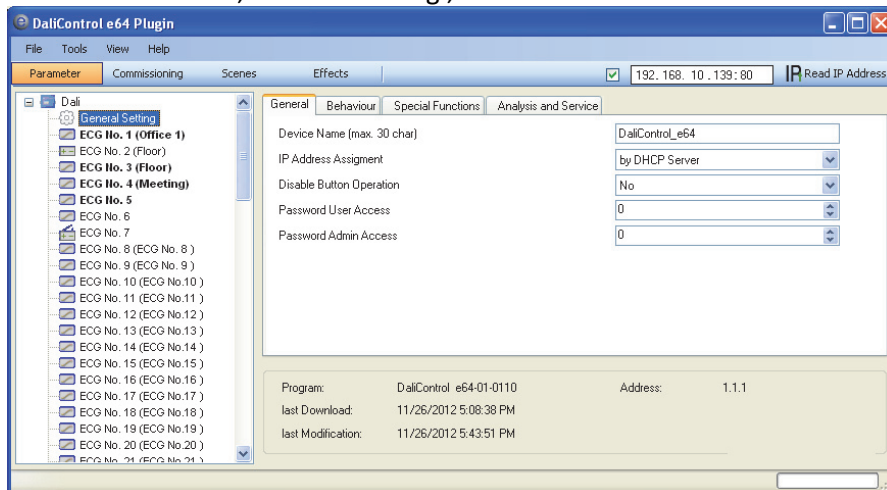 DaliControl e64 Plugin
File Tools View Help
Parameter Commissioning Scenes Effects 192.168.10.139:80 IP Read IP Address
Dali
General Setting
ECG No. 1 (Office 1)
ECG No. 2 (Floor)
ECG No. 3 (Floor)
ECG No. 4 (Meeting)
ECG No. 5
ECG No. 6
ECG No. 7
ECG No. 8 (ECG No. 8 )
ECG No. 9 (ECG No. 9 )
ECG No. 10 (ECG No.10 )
ECG No. 11 (ECG No.11 )
ECG No. 12 (ECG No.12 )
ECG No. 13 (ECG No.13 )
ECG No. 14 (ECG No.14 )
ECG No. 15 (ECG No.15 )
ECG No. 16 (ECG No.16 )
ECG No. 17 (ECG No.17 )
ECG No. 18 (ECG No.18 )
ECG No. 19 (ECG No.19 )
ECG No. 20 (ECG No.20 )
ECG No. 21 (ECG No.21 )
General Behaviour Special Functions Analysis and Service
Device Name (max. 30 char) DaliControl_e64
IP Address Assigment by DHCP Server
Disable Button Operation No
Password User Access 0
Password Admin Access 0
Program: DaliControl e64-01-0110 Address: 1.1.1
last Download: 11/26/2012 5:08:38 PM
last Modification: 11/26/2012 5:43:51 PM